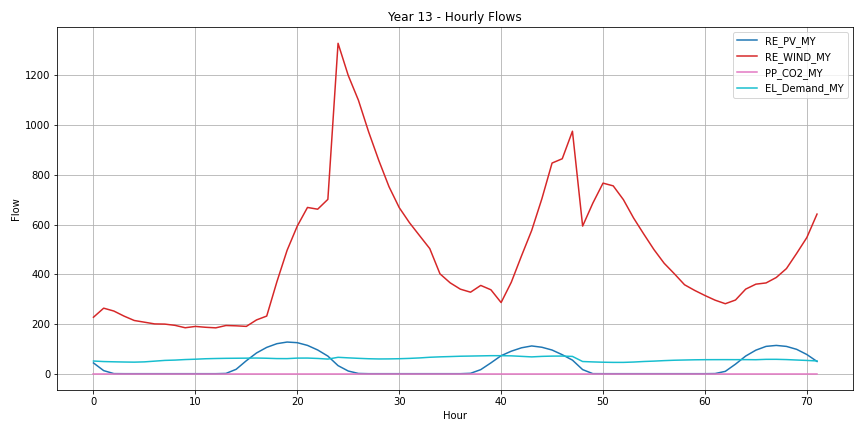 Year 13 - Hourly Flows
RE_PV_MY
RE_WIND_MY
PP_CO2_MY
EL_Demand_MY
Flow
1200
1000
800
600
400
200
0
0 10 20 30 40 50 60 70
Hour